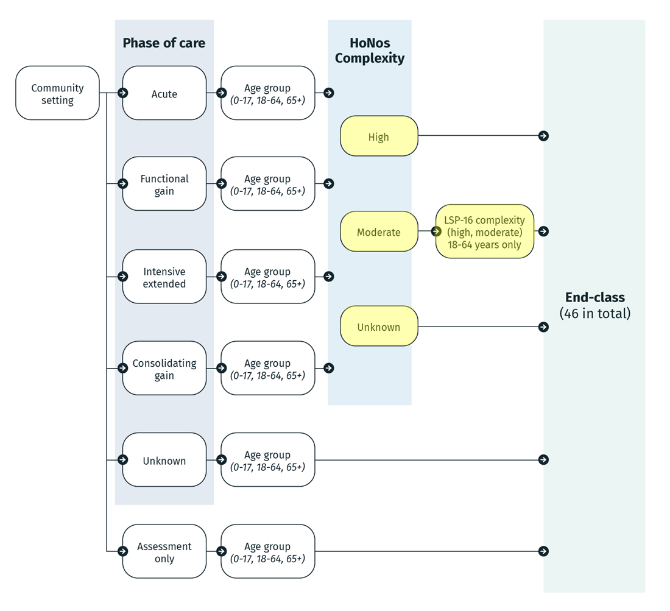 Phase of care
HoNos
Complexity
Community
setting
Acute
Age group
(0-17, 18-64, 65+)
High
Functional
gain
Age group
(0-17, 18-64, 65+)
Moderate
LSP-16 complexity
(high, moderate)
18-64 years only
Intensive
extended
Age group
(0-17, 18-64, 65+)
End-class
(46 in total)
Unknown
Consolidating
gain
Age group
(0-17, 18-64, 65+)
Unknown
Age group
(0-17, 18-64, 65+)
Assessment
only
Age group
(0-17, 18-64, 65+)